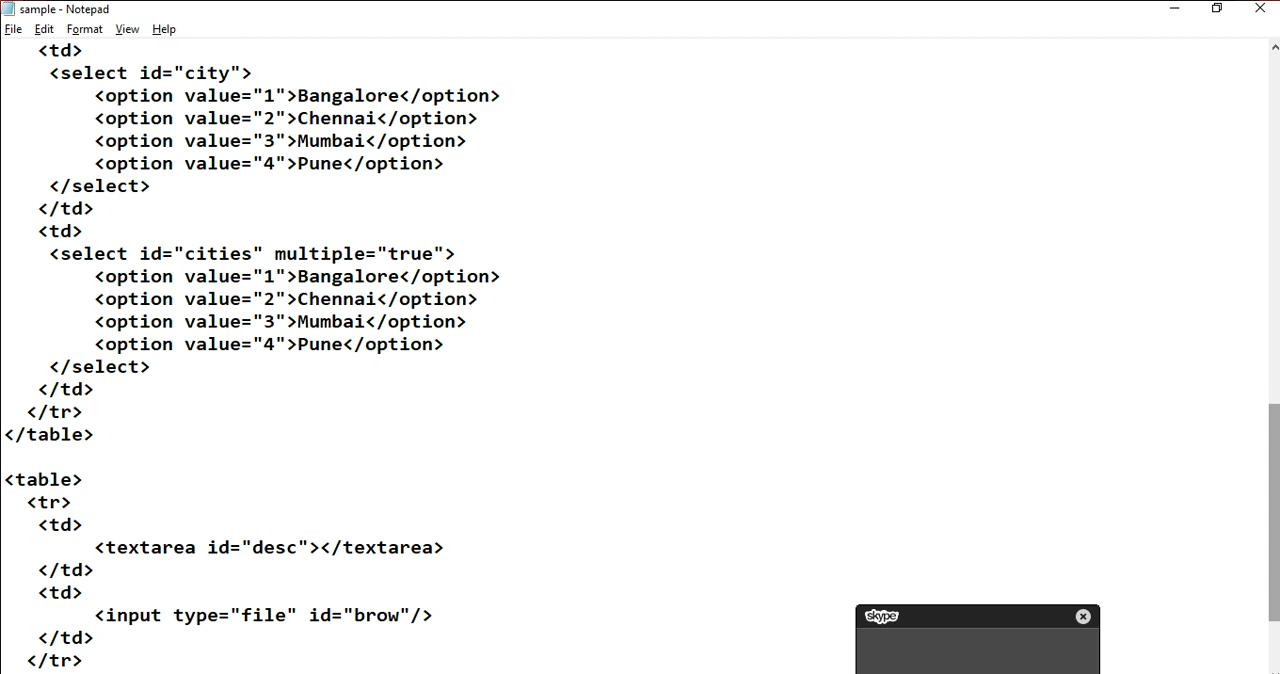 sample - Notepad
File Edit Format View Help
<td>
<select id="city">
<option value="1">Bangalore</option>
<option value="2">Chennai</option>
<option value="3">Mumbai</option>
<option value="4">Pune</option>
</select>
</td>
<td>
<select id="cities" multiple="true">
<option value="1">Bangalore</option>
<option value="2">Chennai</option>
<option value="3">Mumbai</option>
<option value="4">Pune</option>
</select>
</td>
</tr>
</table>
<table>
<tr>
<td>
<textarea id="desc"></textarea>
</td>
<td>
<input type="file" id="brow"/>
</td>
</tr>
skype